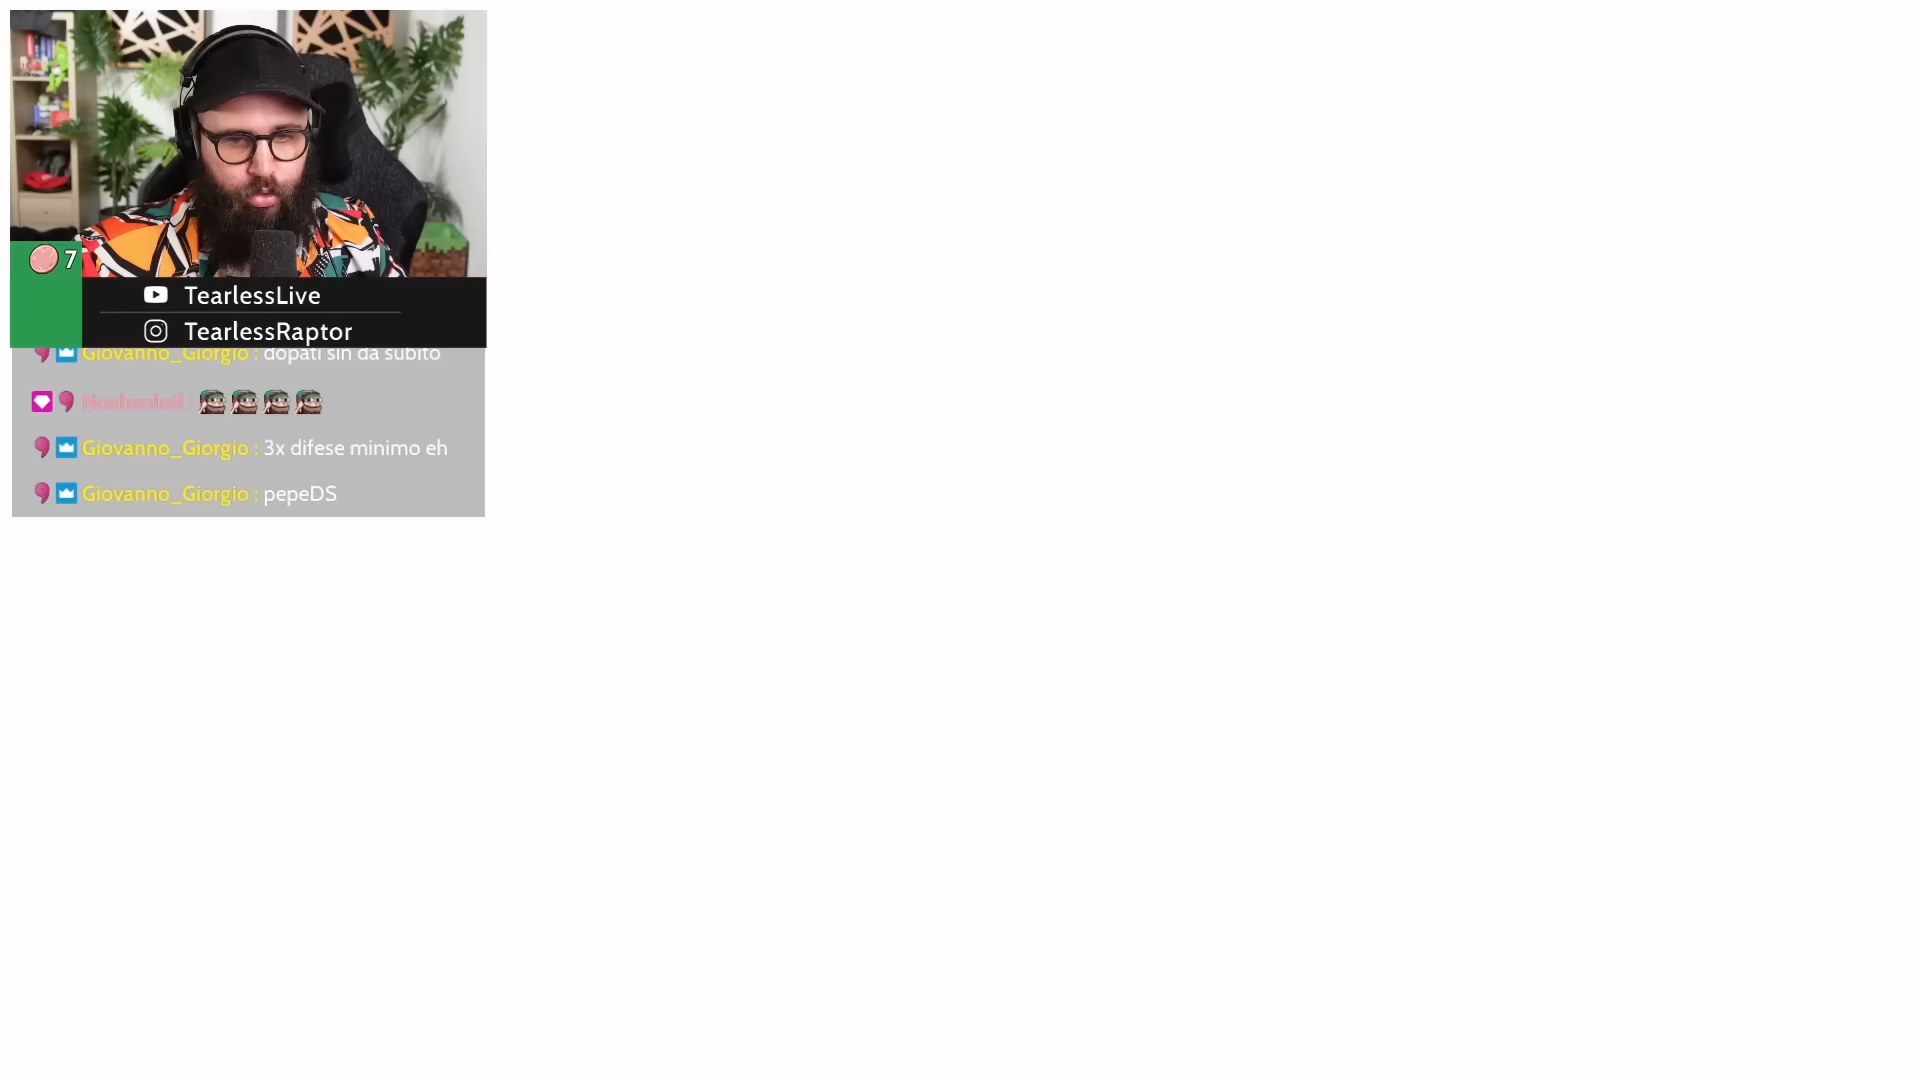 7
TearlessLive
TearlessRaptor
Giovanno_Giorgio : dopati sin da subito
Giovanno_Giorgio : 3x difese minimo eh
Giovanno_Giorgio : pepeDS